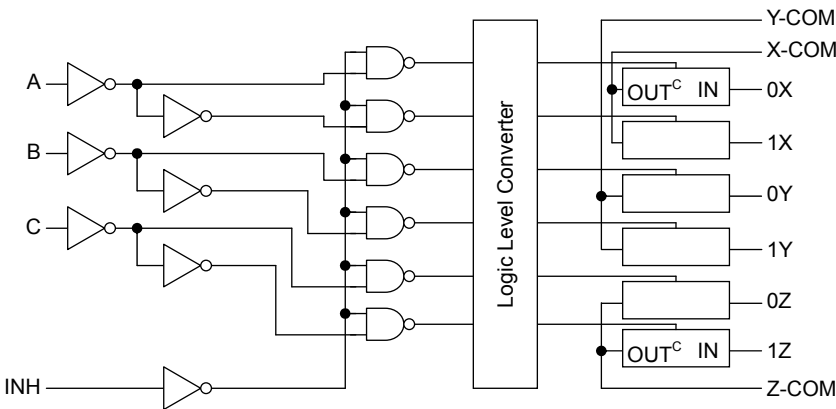 Y-COM
X-COM
A
OUTC IN
0X
1X
B
0Y
C
1Y
0Z
OUTC IN
1Z
INH
Z-COM
Logic Level Converter